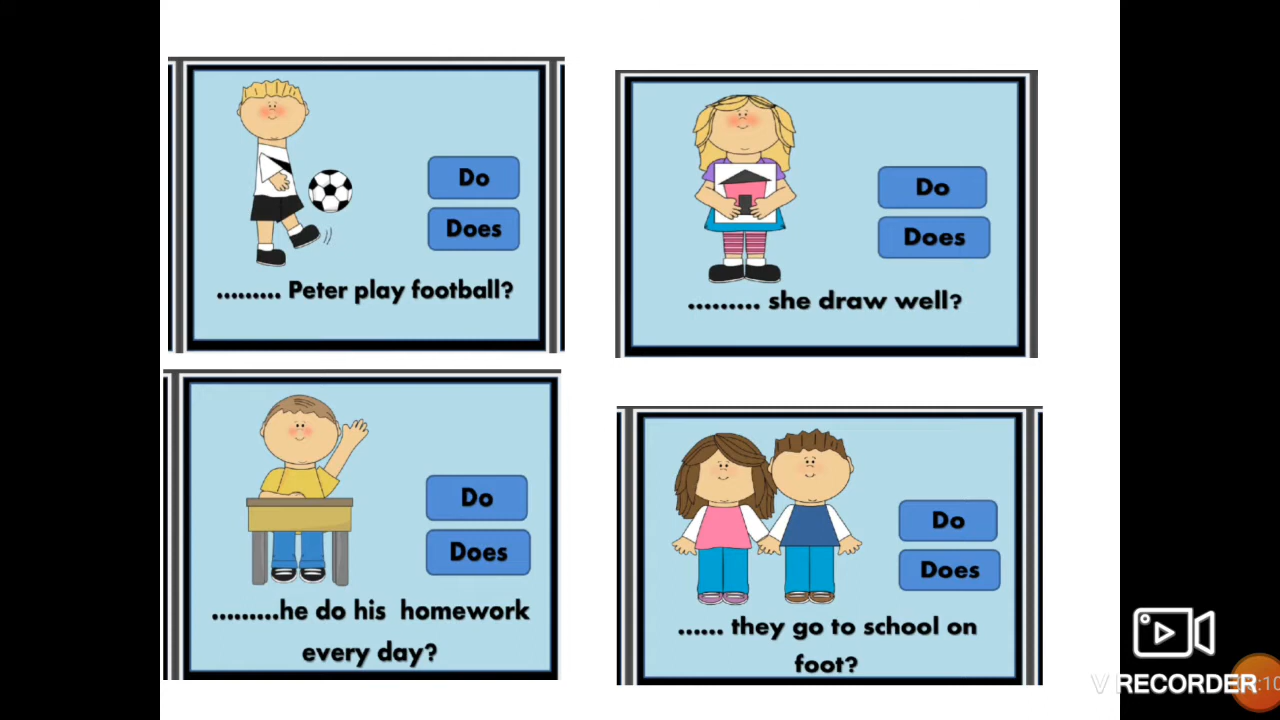 Do
Does
......... Peter play football?
Do
Does
......... she draw well?
Do
Does
.........he do his homework
every day?
Do
Does
...... they go to school on
foot?
V RECORDER